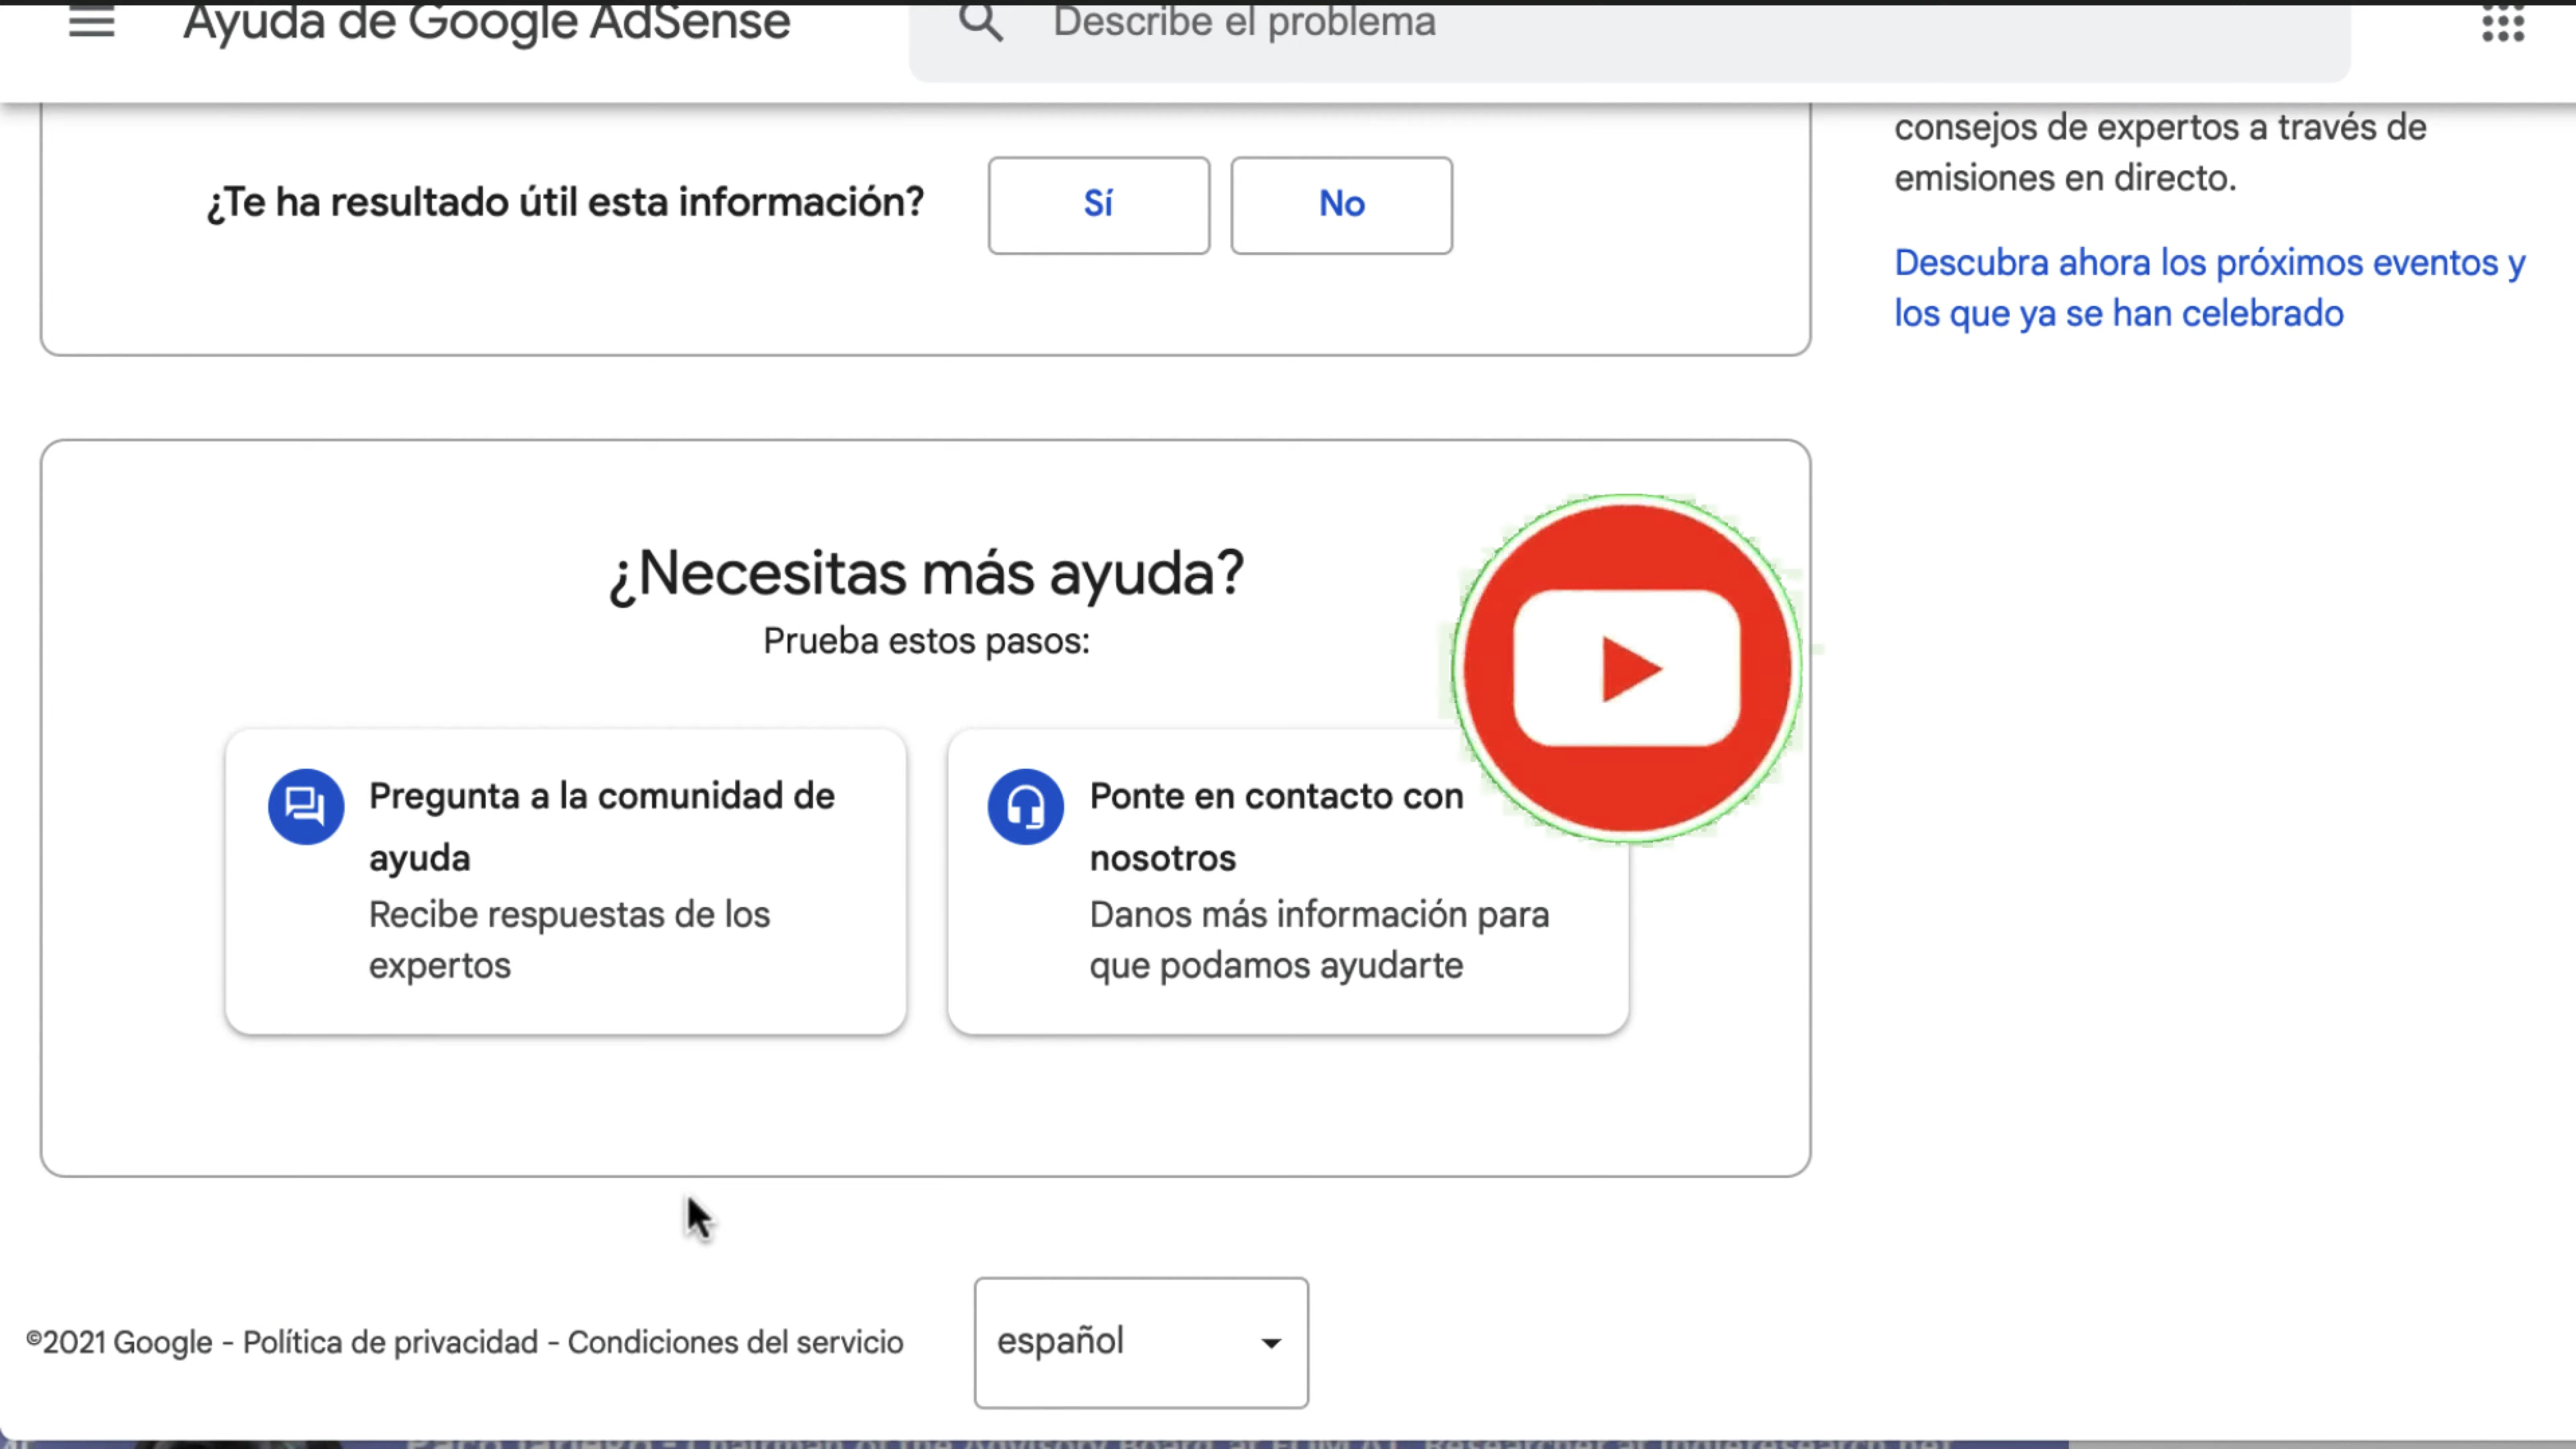 Ayuda de Google AdSense
Describe el problema
consejos de expertos a través de
emisiones en directo.
¿Te ha resultado útil esta información?
Sí
No
Descubra ahora los próximos eventos y
los que ya se han celebrado
¿Necesitas más ayuda?
Prueba estos pasos:
Pregunta a la comunidad de
ayuda
Recibe respuestas de los
expertos
Ponte en contacto con
nosotros
Danos más información para
que podamos ayudarte
©2021 Google - Política de privacidad - Condiciones del servicio
español